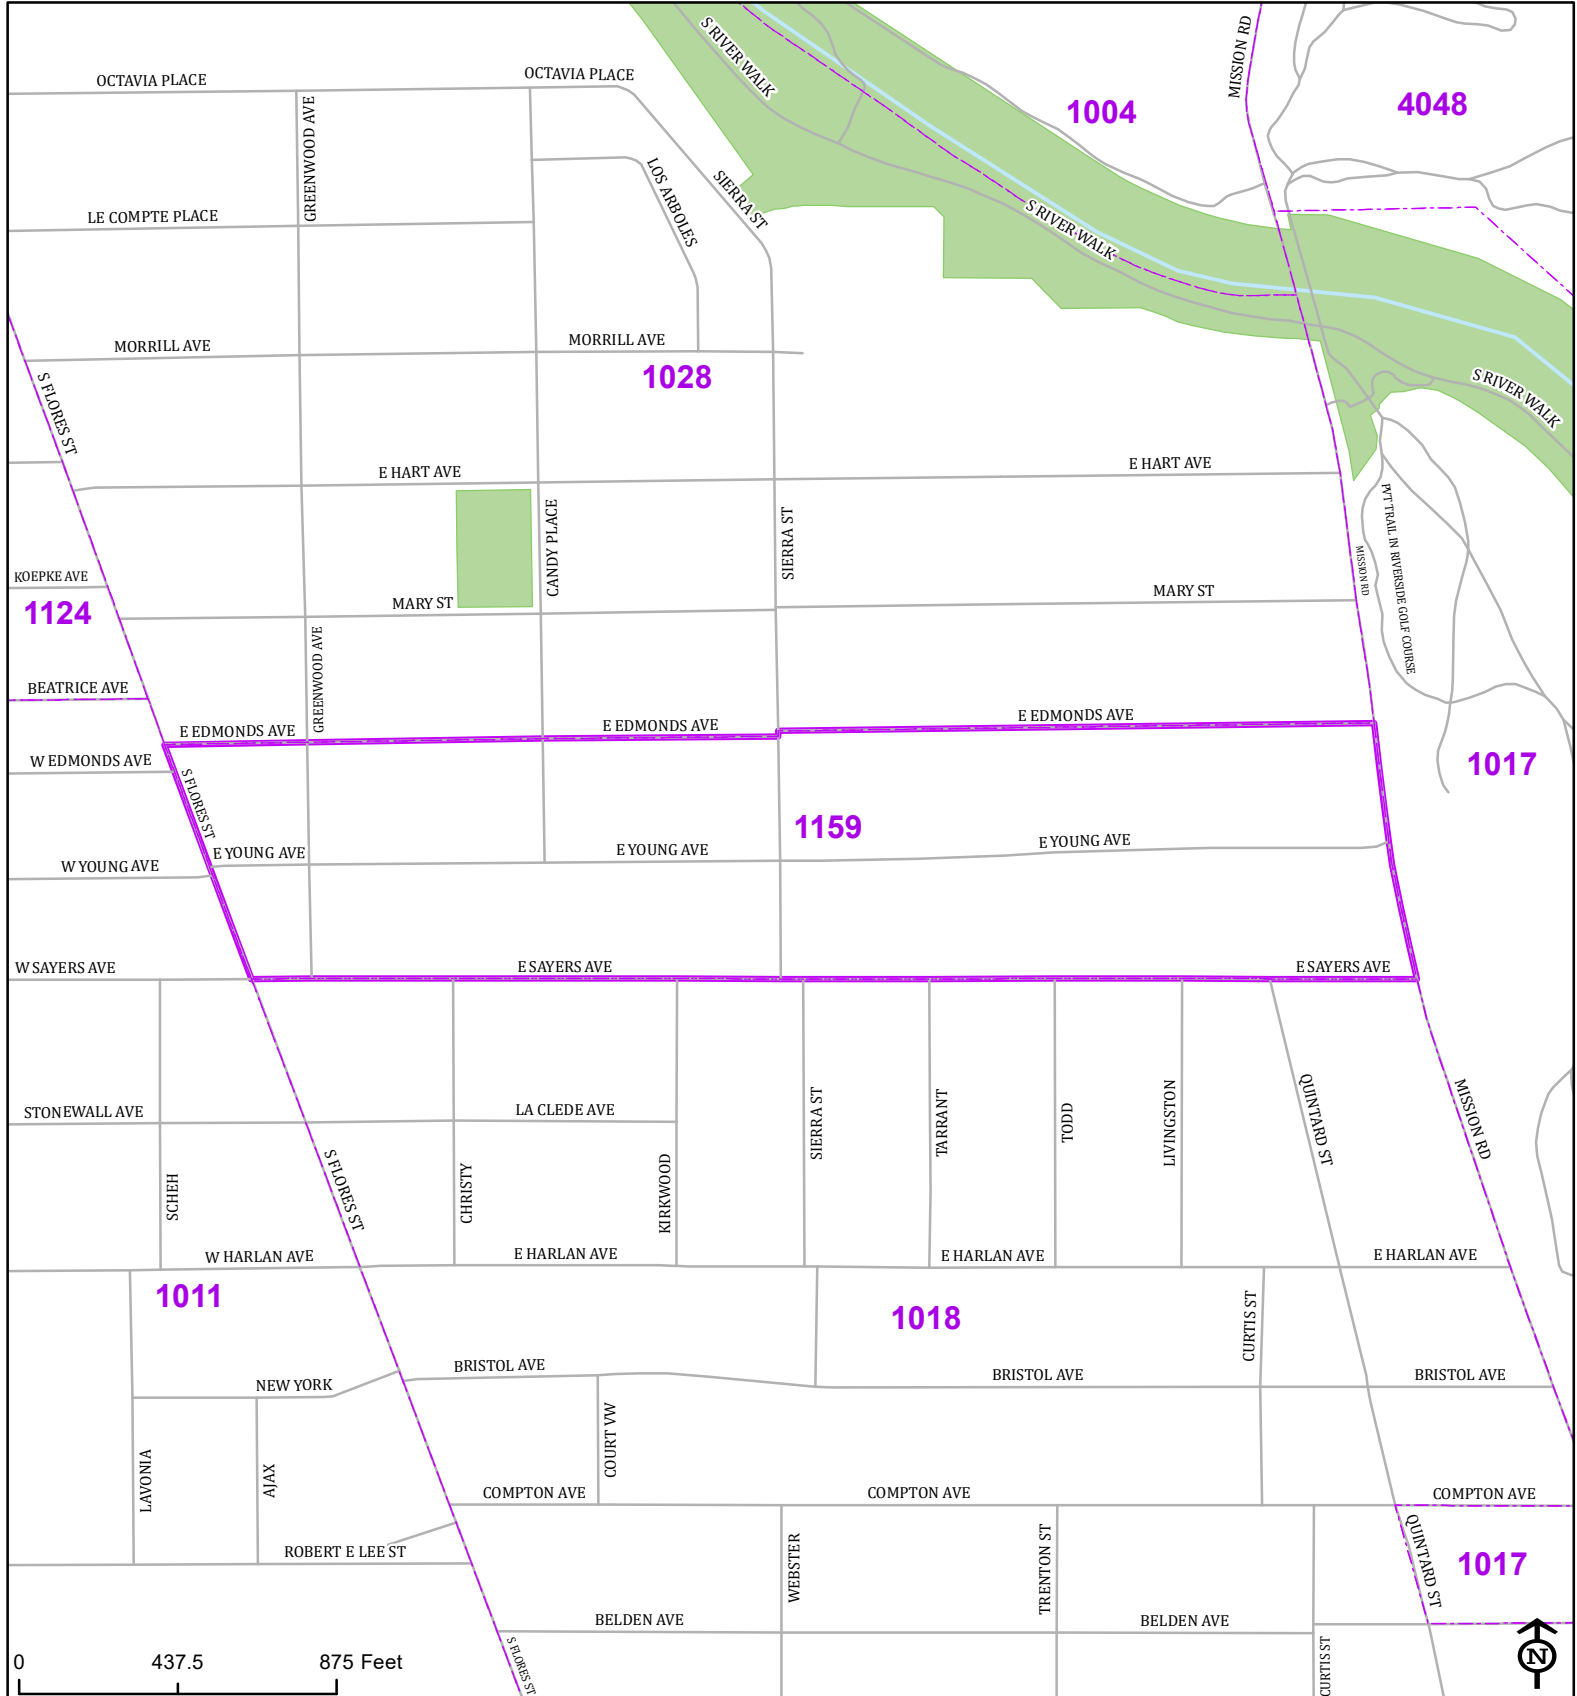 S RIVER WALK
MISSION RD
OCTAVIA PLACE
OCTAVIA PLACE
1004
4048
GREENWOOD AVE
LOS ARBOLES
SIERRA ST
LE COMPTE PLACE
S RIVER WALK
MORRILL AVE
MORRILL AVE
1028
S FLORES ST
S RIVER WALK
E HART AVE
E HART AVE
CANDY PLACE
SIERRA ST
MISSION RD
PVT TRAIL IN RIVERSIDE GOLF COURSE
KOEPKE AVE
1124
MARY ST
MARY ST
GREENWOOD AVE
BEATRICE AVE
E EDMONDS AVE
E EDMONDS AVE
E EDMONDS AVE
W EDMONDS AVE
1017
S FLORES ST
1159
W YOUNG AVE
E YOUNG AVE
E YOUNG AVE
E YOUNG AVE
W SAYERS AVE
E SAYERS AVE
E SAYERS AVE
STONEWALL AVE
LA CLEDE AVE
SIERRA ST
TARRANT
TODD
LIVINGSTON
QUINTARD ST
MISSION RD
SCHEH
S FLORES ST
CHRISTY
KIRKWOOD
W HARLAN AVE
E HARLAN AVE
E HARLAN AVE
E HARLAN AVE
1011
1018
CURTIS ST
BRISTOL AVE
BRISTOL AVE
BRISTOL AVE
NEW YORK
LAVONIA
AJAX
COURT VW
COMPTON AVE
COMPTON AVE
COMPTON AVE
ROBERT E LEE ST
WEBSTER
TRENTON ST
QUINTARD ST
1017
BELDEN AVE
BELDEN AVE
S FLORES ST
CURTIS ST
0 437.5 875 Feet
N